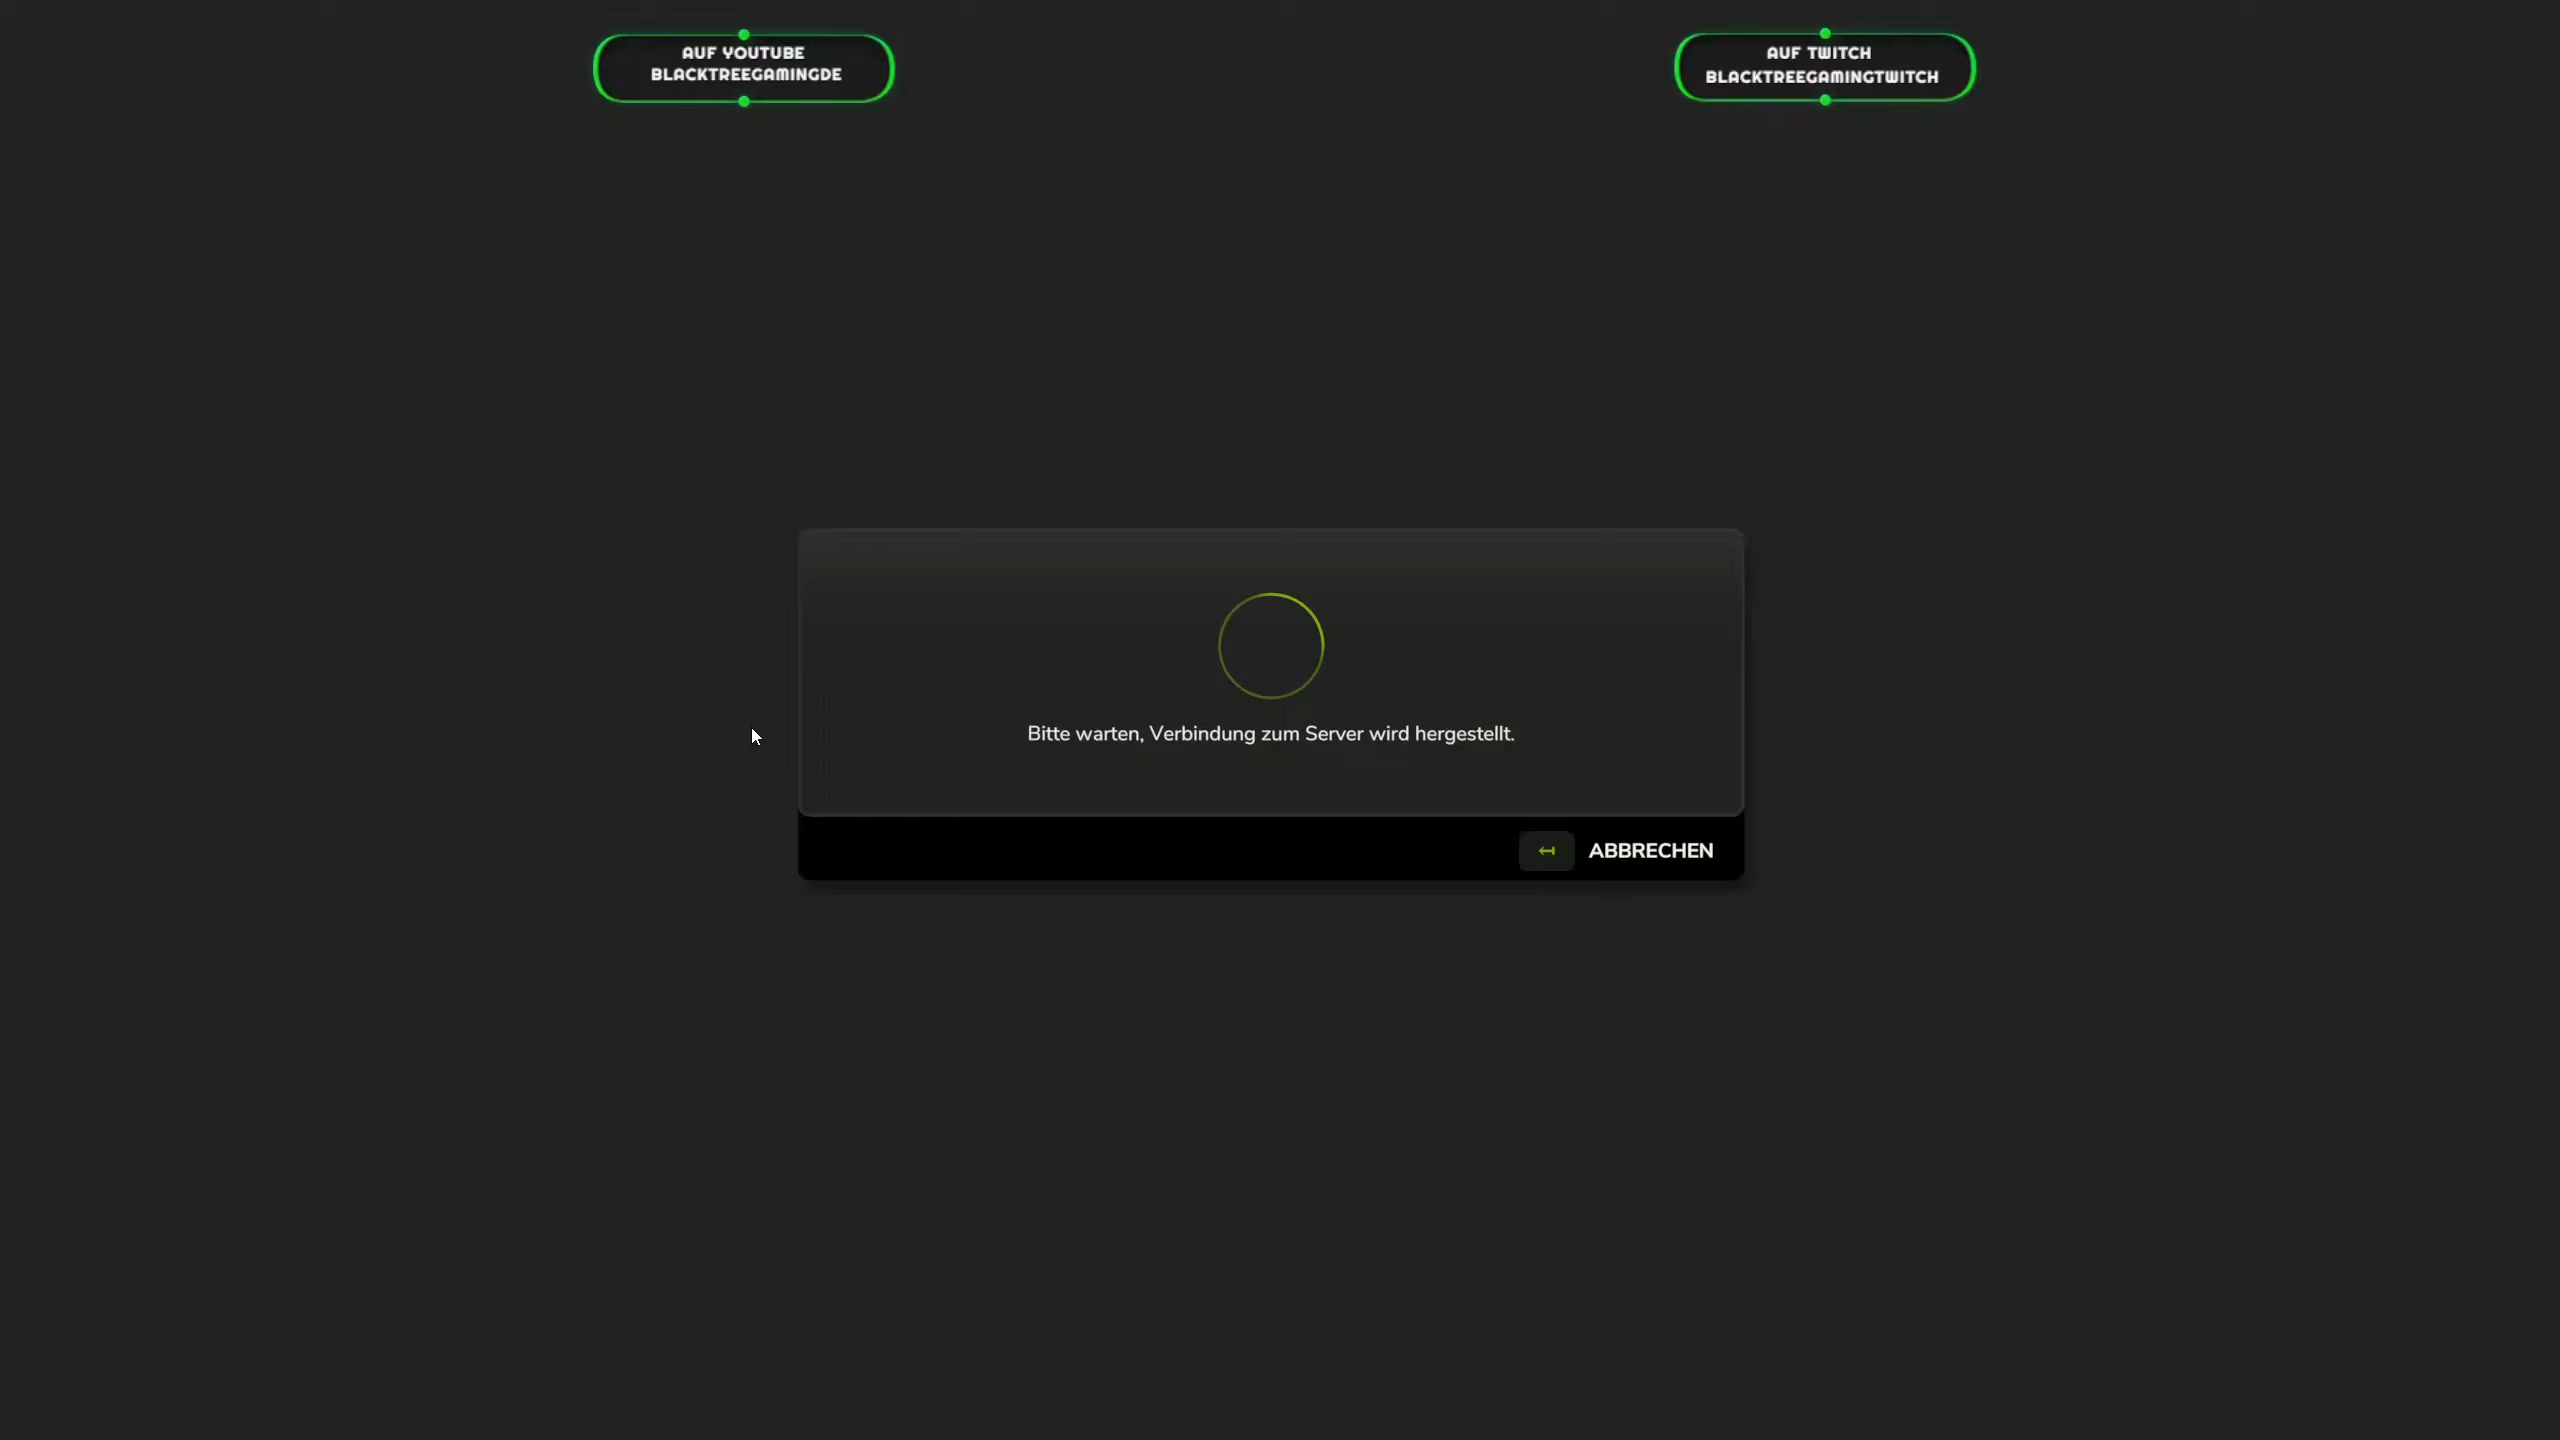 AUF YOUTUBE
BLACKTREEGAMINGDE
AUF TWITCH
BLACKTREEGAMINGTWITCH
Bitte warten, Verbindung zum Server wird hergestellt.
ABBRECHEN